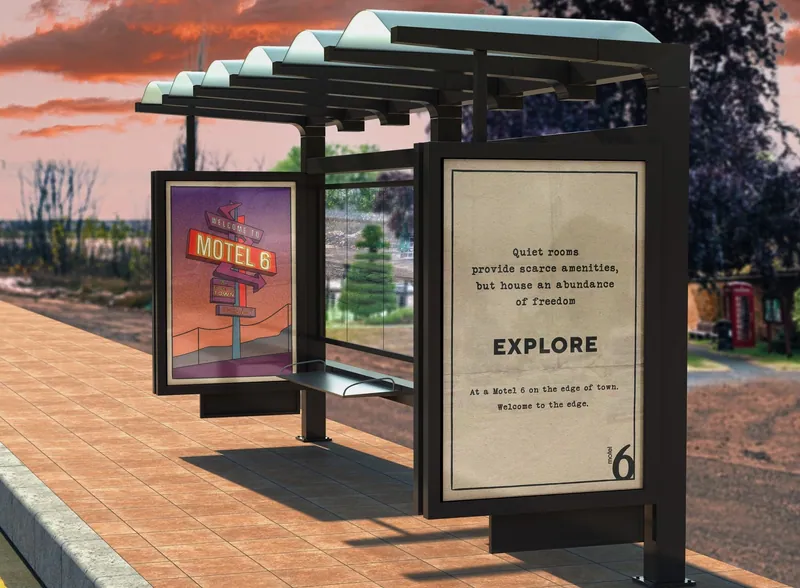 WELCOME TO
MOTEL 6
Quiet rooms
provide scarce amenities,
but house an abundance
of freedom
EXPLORE
At a Motel 6 on the edge of town.
Welcome to the edge.
motel
6